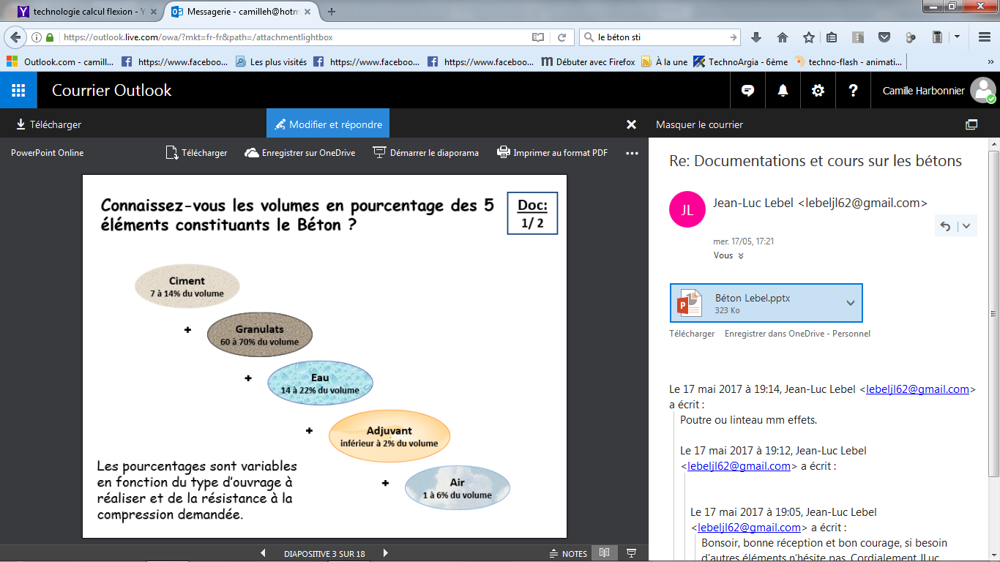 technologie calcul flexion - Y
Messagerie - camilleh@hotm
https://outlook.live.com/owa/?mkt=fr-fr&path=/attachmentlightbox
le béton sti
Outlook.com - camill...
https://www.faceboo...
Les plus visités
https://www.faceboo...
https://www.faceboo...
Débuter avec Firefox
À la une
TechnoArgia - 6ème
techno-flash - animati...
Courrier Outlook
Camille Harbonnier
Télécharger
Modifier et répondre
Masquer le courrier
PowerPoint Online
Télécharger
Enregistrer sur OneDrive
Démarrer le diaporama
Imprimer au format PDF
Connaissez-vous les volumes en pourcentage des 5
éléments constituants le Béton ?
Doc:
1/ 2
Ciment
7 à 14% du volume
+
Granulats
60 à 70% du volume
+
Eau
14 à 22% du volume
+
Adjuvant
inférieur à 2% du volume
+
Air
1 à 6% du volume
Les pourcentages sont variables
en fonction du type d'ouvrage à
réaliser et de la résistance à la
compression demandée.
DIAPOSITIVE 3 SUR 18
NOTES
Re: Documentations et cours sur les bétons
JL
Jean-Luc Lebel <lebeljl62@gmail.com>
mer. 17/05, 17:21
Vous
Béton Lebel.pptx
323 Ko
Télécharger
Enregistrer dans OneDrive - Personnel
Le 17 mai 2017 à 19:14, Jean-Luc Lebel <lebeljl62@gmail.com>
a écrit :
Poutre ou linteau mm effets.
Le 17 mai 2017 à 19:12, Jean-Luc Lebel
<lebeljl62@gmail.com> a écrit :
Le 17 mai 2017 à 19:05, Jean-Luc Lebel
<lebeljl62@gmail.com> a écrit :
Bonsoir, bonne réception et bon courage, si besoin
d'autres éléments n'hésite pas. Cordialement JLuc